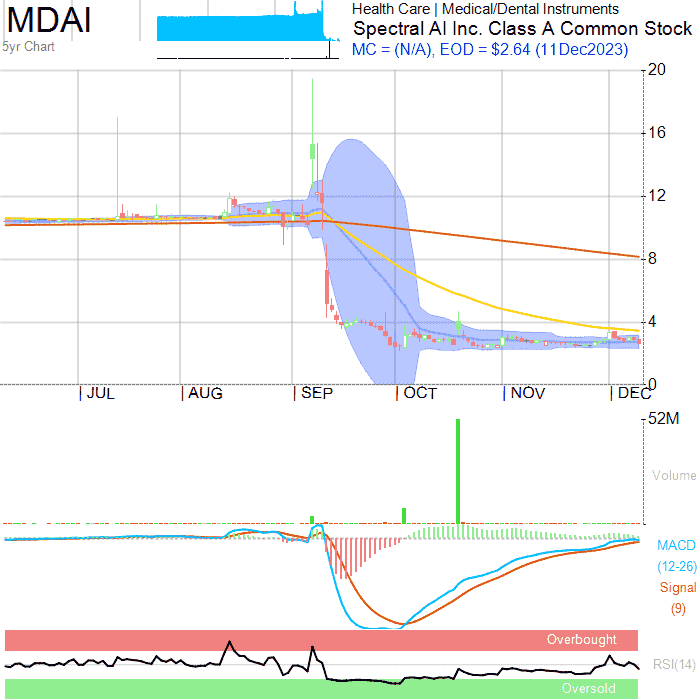 MDAI
5yr Chart
Health Care | Medical/Dental Instruments
Spectral AI Inc. Class A Common Stock
MC = (N/A), EOD = $2.64 (11Dec2023)
20
16
12
8
4
0
JUL AUG SEP OCT NOV DEC
52M
Volume
MACD
(12-26)
Signal
(9)
Overbought
RSI(14)
Oversold